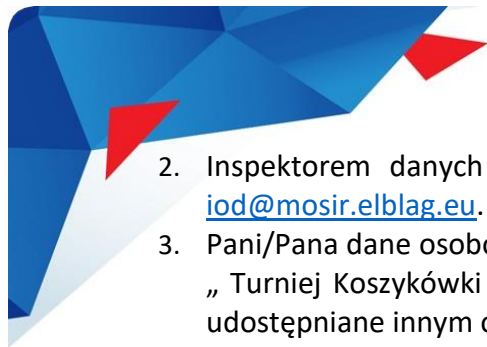 2. Inspektorem danych
iod@mosir.elblag.eu.
3. Pani/Pana dane osobo
„ Turniej Koszykówki
udostępniane innym